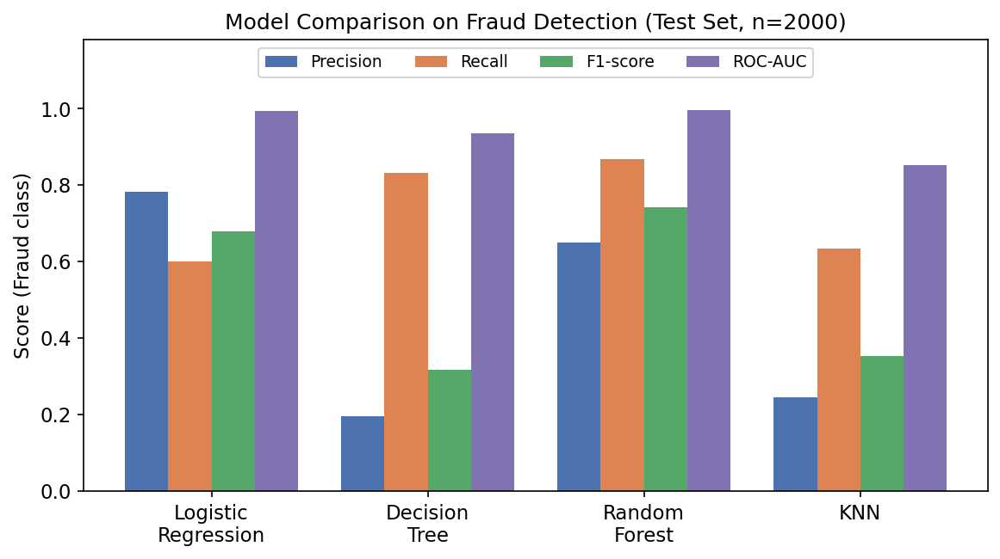 Model Comparison on Fraud Detection (Test Set, n=2000)
Precision Recall F1-score ROC-AUC
Score (Fraud class)
1.0
0.8
0.6
0.4
0.2
0.0
Logistic Regression
Decision Tree
Random Forest
KNN